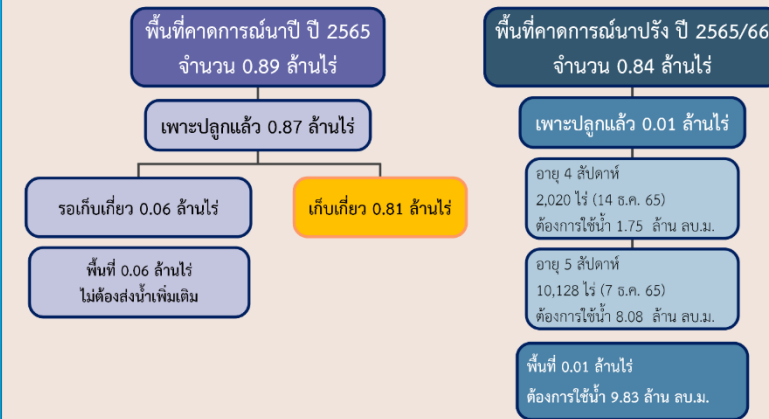 พื้นที่คาดการณ์นาปี ปี 2565
จำนวน 0.89 ล้านไร่
เพาะปลูกแล้ว 0.87 ล้านไร่
รอเก็บเกี่ยว 0.06 ล้านไร่
เก็บเกี่ยว 0.81 ล้านไร่
พื้นที่ 0.06 ล้านไร่
ไม่ต้องส่งน้ำเพิ่มเติม
พื้นที่คาดการณ์นาปรัง ปี 2565/66
จำนวน 0.84 ล้านไร่
เพาะปลูกแล้ว 0.01 ล้านไร่
อายุ 4 สัปดาห์
2,020 ไร่ (14 ธ.ค. 65)
ต้องการใช้น้ำ 1.75 ล้าน ลบ.ม.
อายุ 5 สัปดาห์
10,128 ไร่ (7 ธ.ค. 65)
ต้องการใช้น้ำ 8.08 ล้าน ลบ.ม.
พื้นที่ 0.01 ล้านไร่
ต้องการใช้น้ำ 9.83 ล้าน ลบ.ม.